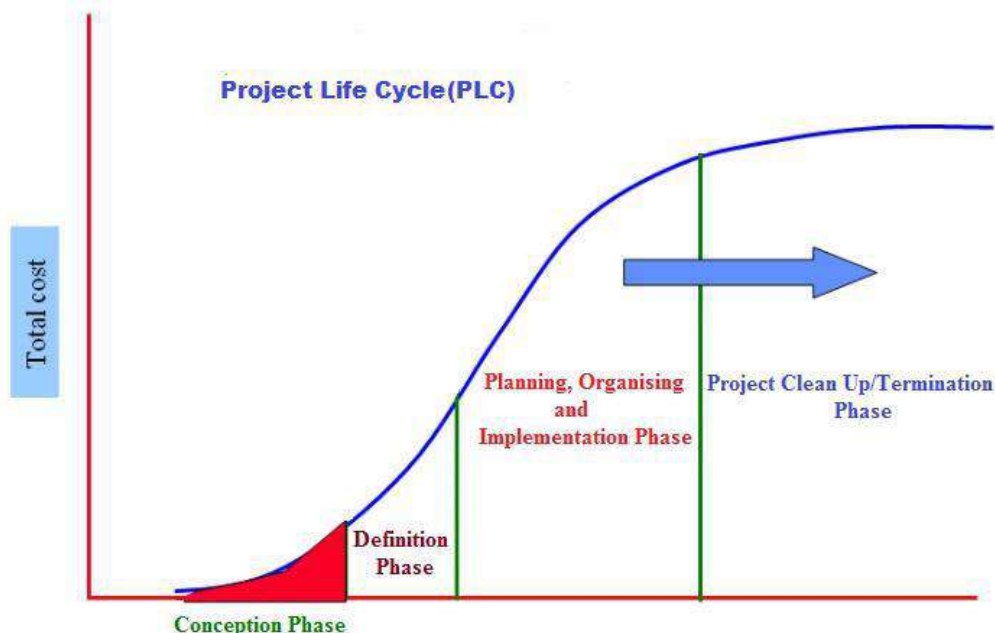 Project Life Cycle(PLC)
Total cost
Planning, Organising
and
Implementation Phase
Project Clean Up/Termination
Phase
Definition
Phase
Conception Phase